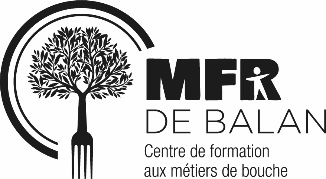 MFR
DE BALAN
Centre de formation
aux métiers de bouche